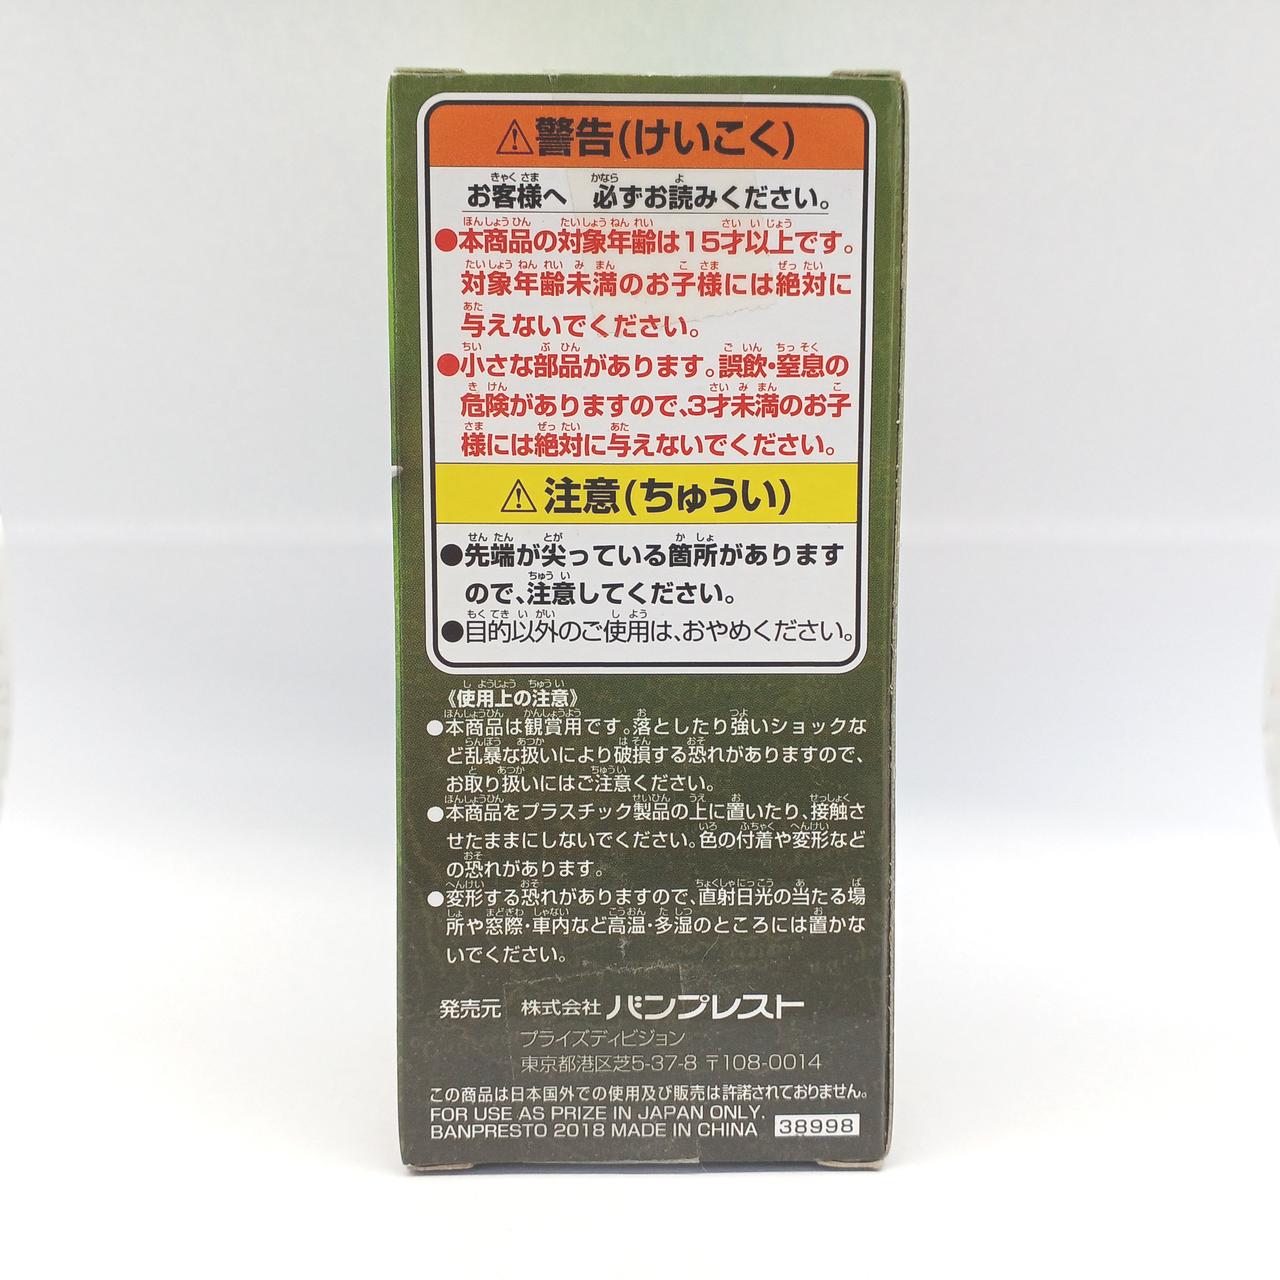 ⚠警告(けいこく)
お客様へ 必ずお読みください。
●本商品の対象年齢は15才以上です。
対象年齢未満のお子様には絶対に
与えないでください。
●小さな部品があります。誤飲・窒息の
危険がありますので、3才未満のお子
様には絶対に与えないでください。
⚠注意(ちゅうい)
●先端が尖っている箇所があります
ので、注意してください。
●目的以外のご使用は、おやめください。
《使用上の注意》
●本商品は観賞用です。落としたり強いショックな
ど乱暴な扱いにより破損する恐れがありますので、
お取り扱いにはご注意ください。
●本商品をプラスチック製品の上に置いたり、接触さ
せたままにしないでください。色の付着や変形など
の恐れがあります。
●変形する恐れがありますので、直射日光の当たる場
所や窓際・車内など高温・多湿のところには置かな
いでください。
発売元 株式会社 バンプレスト
プライズディビジョン
東京都港区芝5-37-8 〒108-0014
この商品は日本国外での使用及び販売は許諾されておりません。
FOR USE AS PRIZE IN JAPAN ONLY.
BANPRESTO 2018 MADE IN CHINA 38998